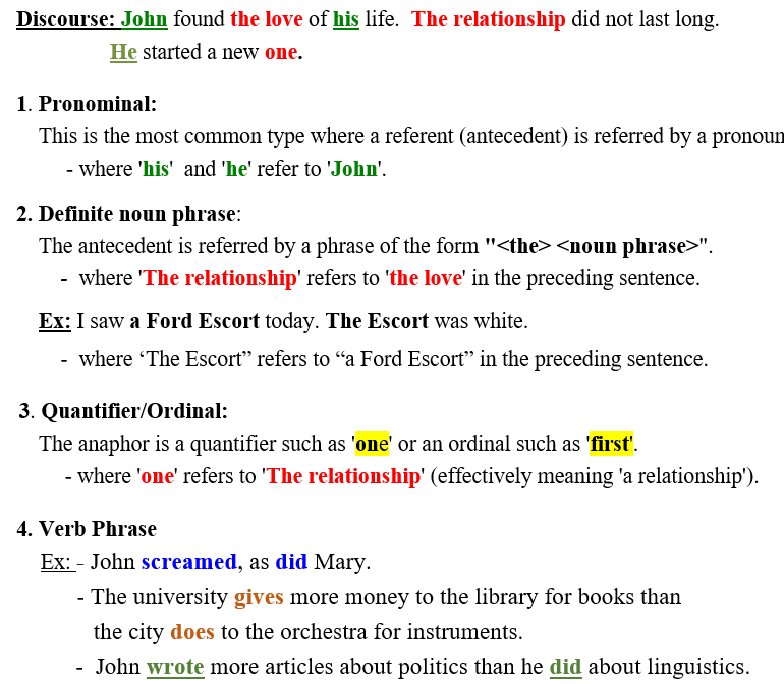 Discourse: John found the love of his life. The relationship did not last long.
He started a new one.
1. Pronominal:
This is the most common type where a referent (antecedent) is referred by a pronoun
- where 'his' and 'he' refer to 'John'.
2. Definite noun phrase:
The antecedent is referred by a phrase of the form "<the> <noun phrase>".
- where 'The relationship' refers to 'the love' in the preceding sentence.
Ex: I saw a Ford Escort today. The Escort was white.
- where ‘The Escort” refers to “a Ford Escort” in the preceding sentence.
3. Quantifier/Ordinal:
The anaphor is a quantifier such as 'one' or an ordinal such as 'first'.
- where 'one' refers to 'The relationship' (effectively meaning 'a relationship').
4. Verb Phrase
Ex: - John screamed, as did Mary.
- The university gives more money to the library for books than
the city does to the orchestra for instruments.
- John wrote more articles about politics than he did about linguistics.